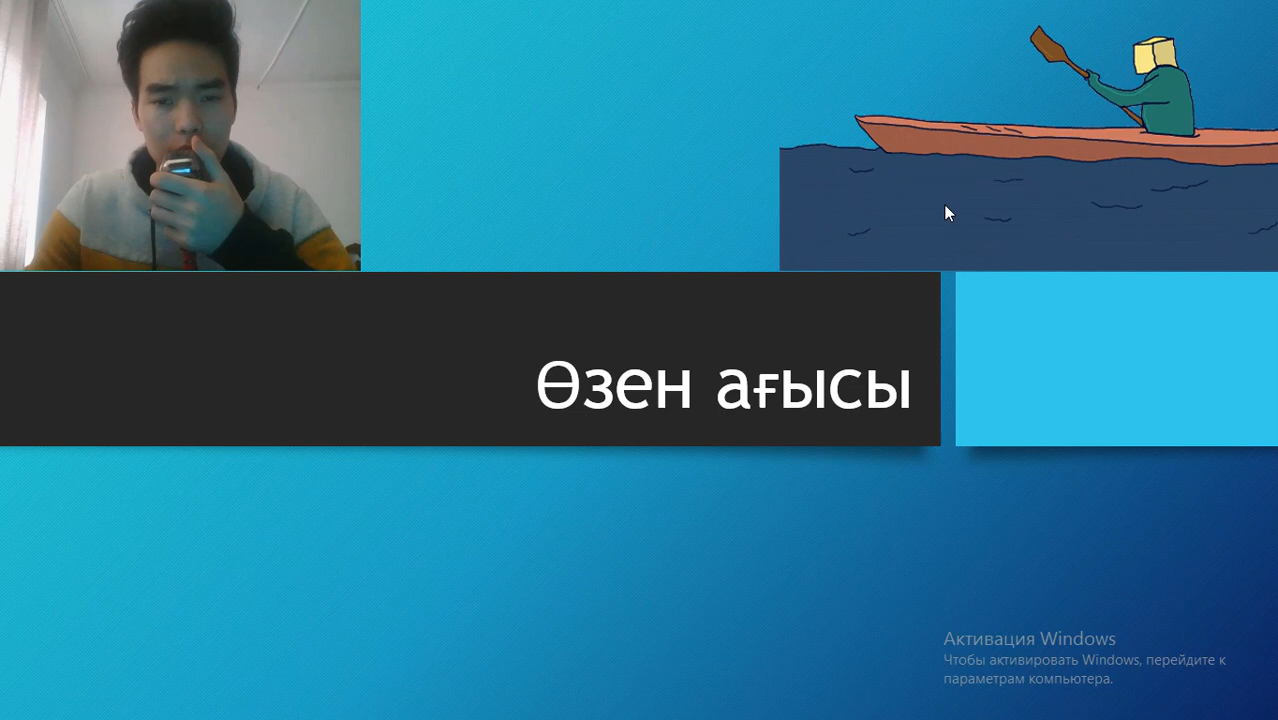 Өзен ағысы
Активация Windows
Чтобы активировать Windows, перейдите к
параметрам компьютера.